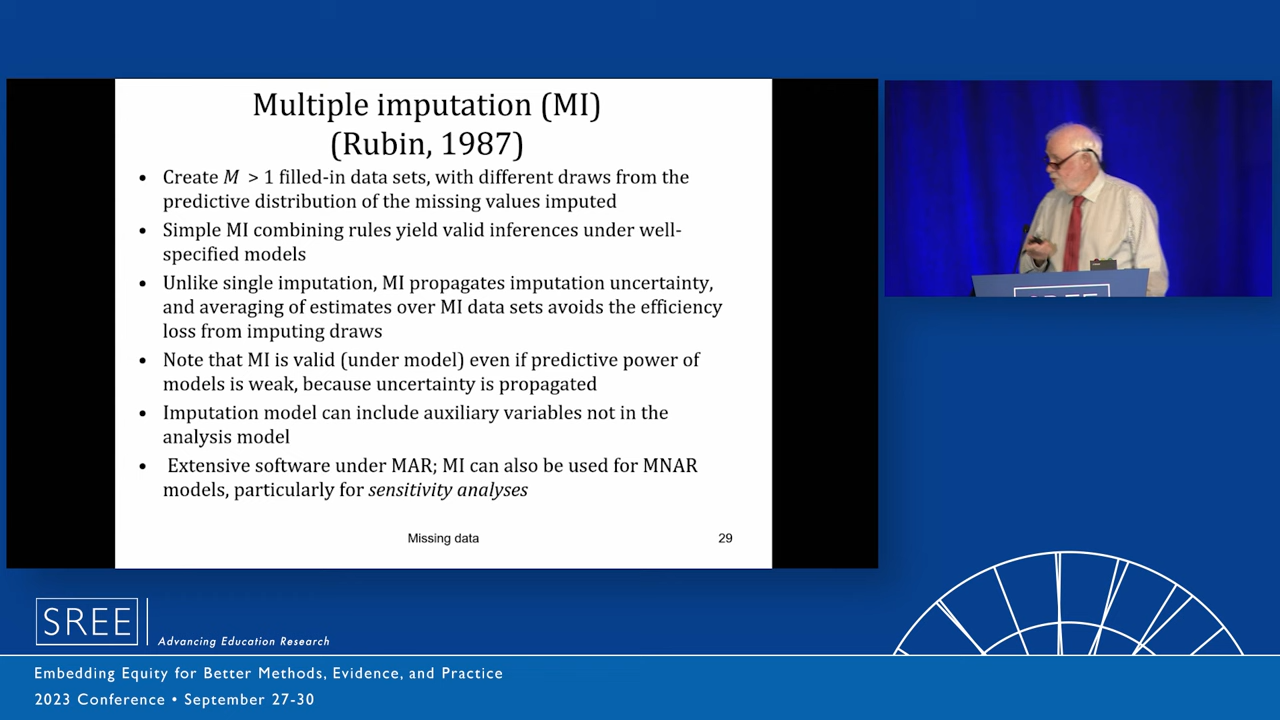 Multiple imputation (MI)
(Rubin, 1987)
• Create M > 1 filled-in data sets, with different draws from the
predictive distribution of the missing values imputed
• Simple MI combining rules yield valid inferences under well-
specified models
• Unlike single imputation, MI propagates imputation uncertainty,
and averaging of estimates over MI data sets avoids the efficiency
loss from imputing draws
• Note that MI is valid (under model) even if predictive power of
models is weak, because uncertainty is propagated
• Imputation model can include auxiliary variables not in the
analysis model
• Extensive software under MAR; MI can also be used for MNAR
models, particularly for sensitivity analyses
Missing data
29
SREE
SREE
Advancing Education Research
Embedding Equity for Better Methods, Evidence, and Practice
2023 Conference • September 27-30